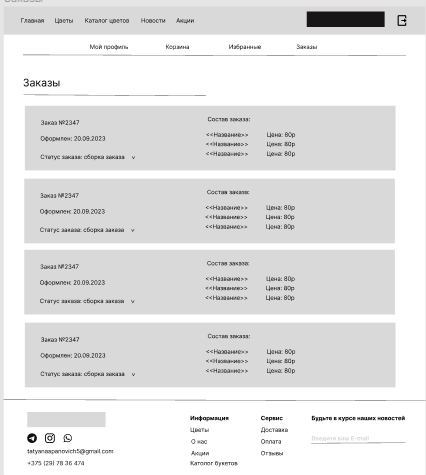 Заказы
Главная Цветы Каталог цветов Новости Акции
Мой профиль Корзина Избранные Заказы
Заказы
Заказ №2347
Оформлен: 20.09.2023
Статус заказа: сборка заказа v
Состав заказа:
<<Название>> Цена: 80р
<<Название>> Цена: 80р
<<Название>> Цена: 80р
Заказ №2347
Оформлен: 20.09.2023
Статус заказа: сборка заказа v
Состав заказа:
<<Название>> Цена: 80р
<<Название>> Цена: 80р
<<Название>> Цена: 80р
Заказ №2347
Оформлен: 20.09.2023
Статус заказа: сборка заказа v
Состав заказа:
<<Название>> Цена: 80р
<<Название>> Цена: 80р
<<Название>> Цена: 80р
Заказ №2347
Оформлен: 20.09.2023
Статус заказа: сборка заказа v
Состав заказа:
<<Название>> Цена: 80р
<<Название>> Цена: 80р
<<Название>> Цена: 80р
tatyanaapanovich5@gmail.com
+375 (29) 78 36 474
Информация
Цветы
О нас
Акции
Каталог букетов
Сервис
Доставка
Оплата
Отзывы
Будьте в курсе наших новостей
Введите ваш E-mail